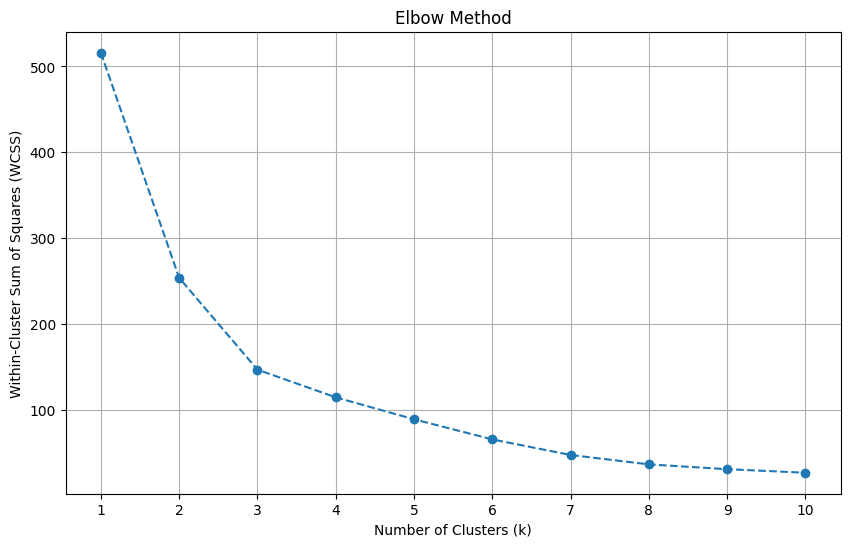 Elbow Method
Within-Cluster Sum of Squares (WCSS)
500
400
300
200
100
1 2 3 4 5 6 7 8 9 10
Number of Clusters (k)